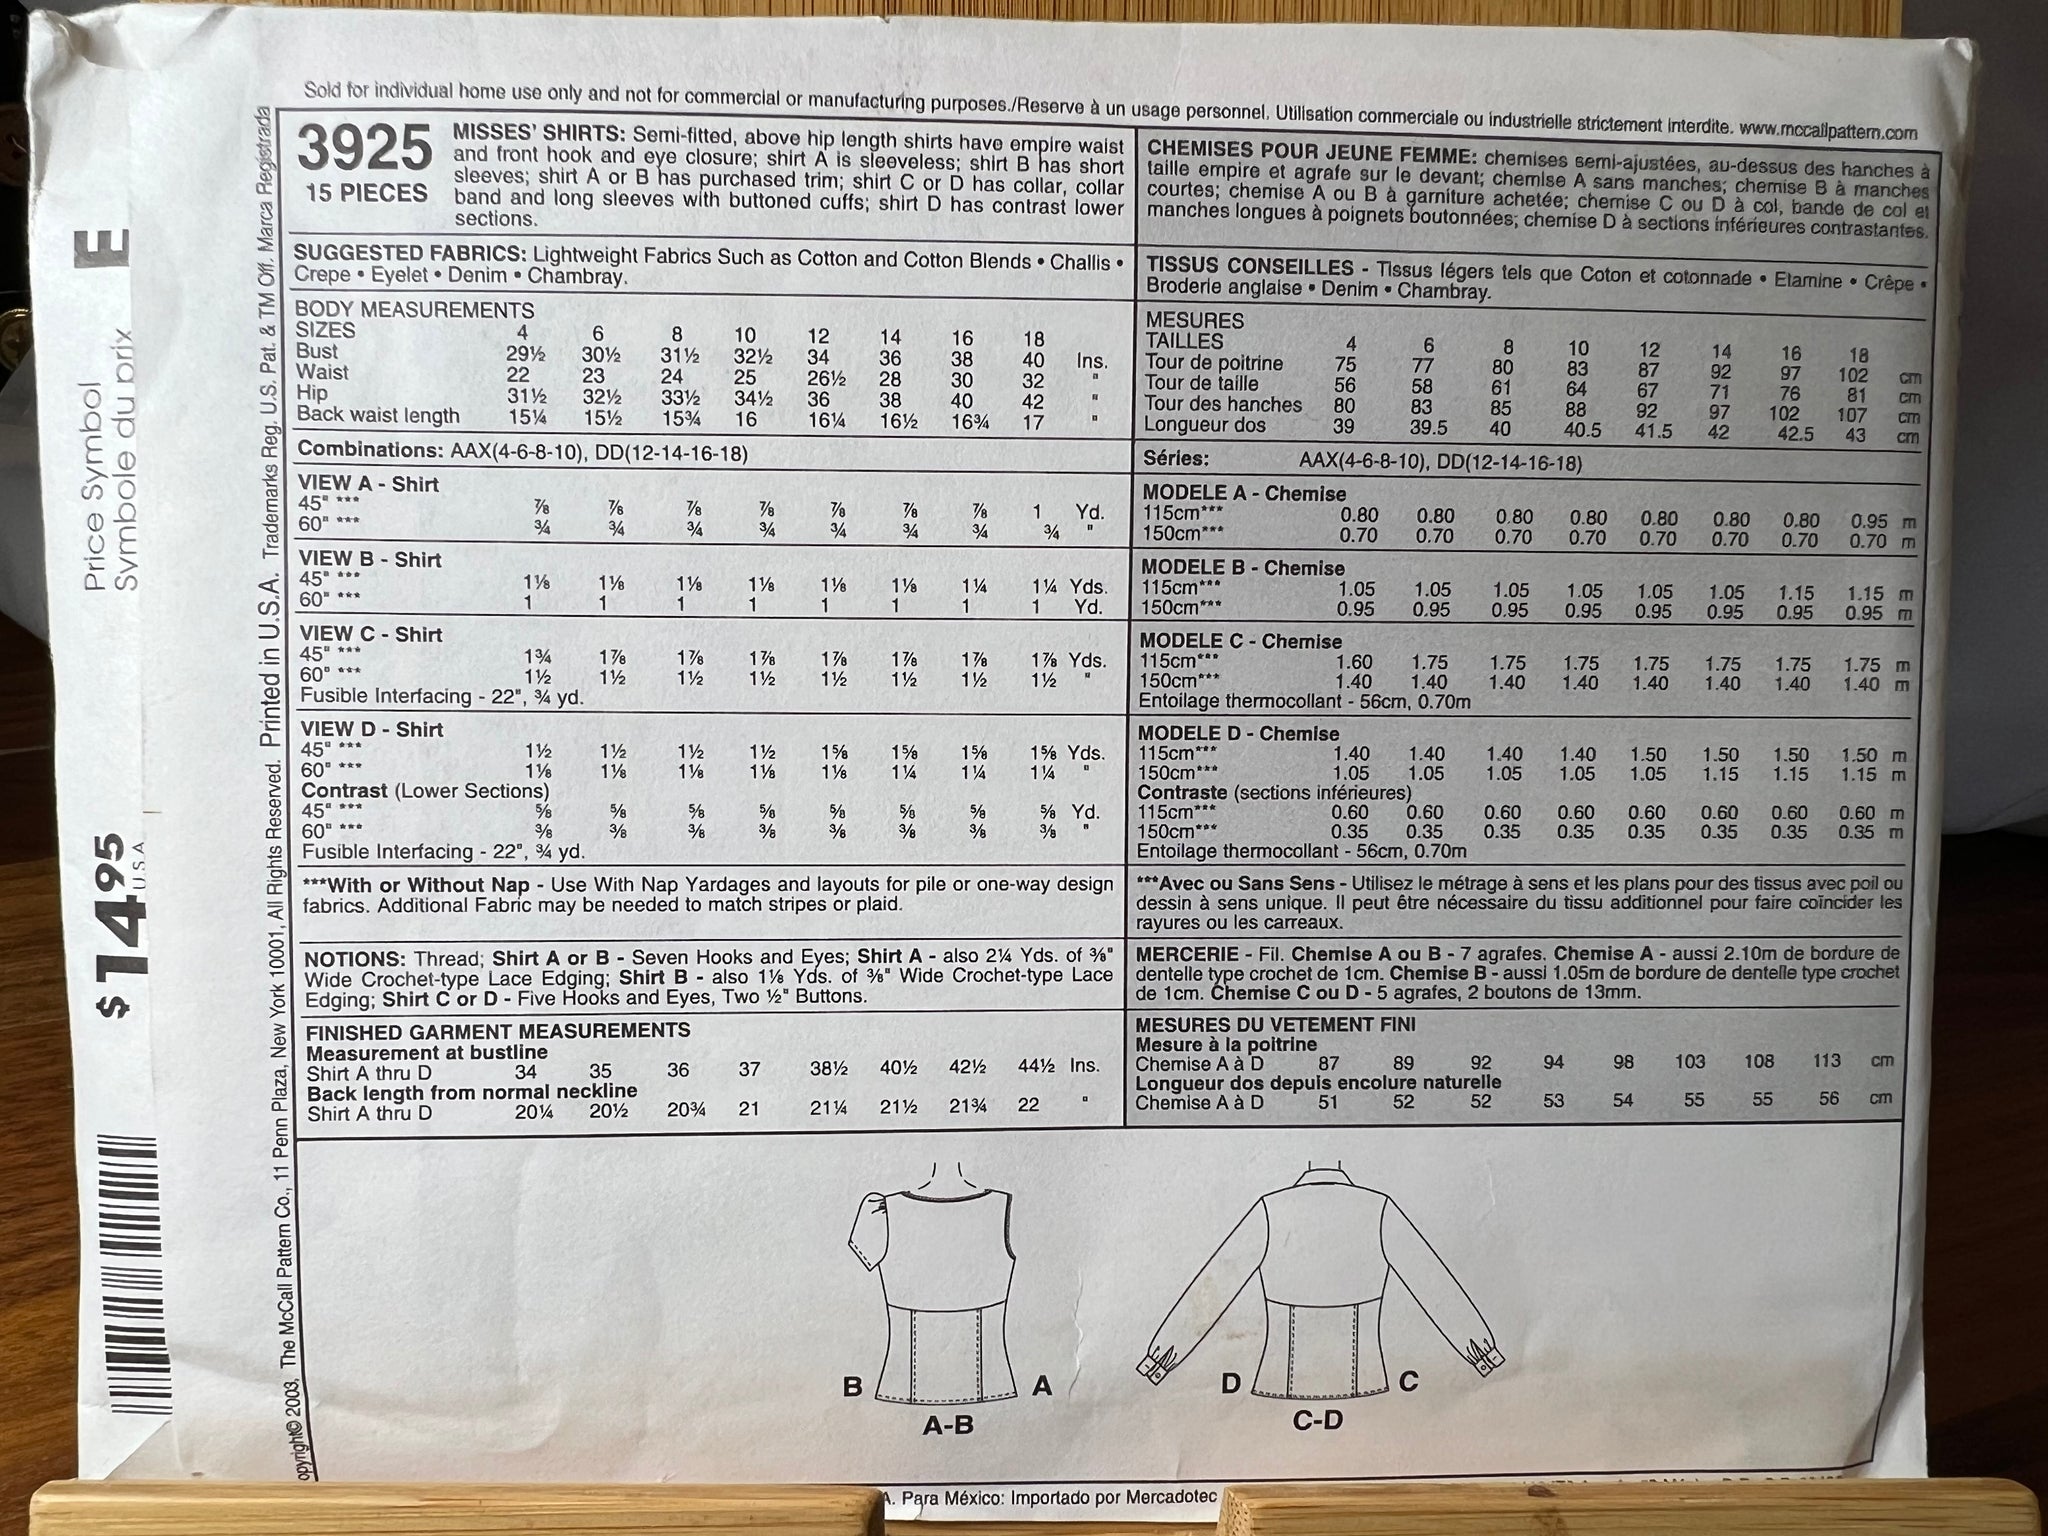 Sold for individual home use only and not for commercial or manufacturing purposes./Reserve à un usage personnel, Utilisation commerciale ou industrielle strictement interdite. www.mccallpattern.com
3925
15 PIECES
MISSES' SHIRTS: Semi-fitted, above hip length shirts have empire waist
and front hook and eye closure; shirt A is sleeveless; shirt B has short
sleeves; shirt A or B has purchased trim; shirt C or D has collar, collar
band and long sleeves with buttoned cuffs; shirt D has contrast lower
sections.
SUGGESTED FABRICS: Lightweight Fabrics Such as Cotton and Cotton Blends • Challis •
Crepe • Eyelet • Denim • Chambray.
BODY MEASUREMENTS
SIZES 4 6 8 10 12 14 16 18
Bust 29½ 30½ 31½ 32½ 34 36 38 40 Ins.
Waist 22 23 24 25 26½ 28 30 32 "
Hip 31½ 32½ 33½ 34½ 36 38 40 42 "
Back waist length 15¼ 15½ 15¾ 16 16¼ 16½ 16¾ 17 "
Combinations: AAX(4-6-8-10), DD(12-14-16-18)
VIEW A - Shirt
45" *** ⅞ ⅞ ⅞ ⅞ ⅞ ⅞ ⅞ 1 Yd.
60" *** ¾ ¾ ¾ ¾ ¾ ¾ ¾ ¾ "
VIEW B - Shirt
45" *** 1⅛ 1⅛ 1⅛ 1⅛ 1⅛ 1⅛ 1¼ 1¼ Yds.
60" *** 1 1 1 1 1 1 1 1 Yd.
VIEW C - Shirt
45" *** 1¾ 1⅞ 1⅞ 1⅞ 1⅞ 1⅞ 1⅞ 1⅞ Yds.
60" *** 1½ 1½ 1½ 1½ 1½ 1½ 1½ 1½ "
Fusible Interfacing - 22", ¾ yd.
VIEW D - Shirt
45" *** 1½ 1½ 1½ 1½ 1⅝ 1⅝ 1⅝ 1⅝ Yds.
60" *** 1⅛ 1⅛ 1⅛ 1⅛ 1⅛ 1¼ 1¼ 1¼ "
Contrast (Lower Sections)
45" *** ⅝ ⅝ ⅝ ⅝ ⅝ ⅝ ⅝ ⅝ Yd.
60" *** ⅜ ⅜ ⅜ ⅜ ⅜ ⅜ ⅜ ⅜ "
Fusible Interfacing - 22", ¾ yd.
***With or Without Nap - Use With Nap Yardages and layouts for pile or one-way design
fabrics. Additional Fabric may be needed to match stripes or plaid.
NOTIONS: Thread; Shirt A or B - Seven Hooks and Eyes; Shirt A - also 2¼ Yds. of ⅜"
Wide Crochet-type Lace Edging; Shirt B - also 1⅛ Yds. of ⅜" Wide Crochet-type Lace
Edging; Shirt C or D - Five Hooks and Eyes, Two ½" Buttons.
FINISHED GARMENT MEASUREMENTS
Measurement at bustline
Shirt A thru D 34 35 36 37 38½ 40½ 42½ 44½ Ins.
Back length from normal neckline
Shirt A thru D 20¼ 20½ 20¾ 21 21¼ 21½ 21¾ 22 "
CHEMISES POUR JEUNE FEMME: chemises semi-ajustées, au-dessus des hanches à
taille empire et agrafe sur le devant; chemise A sans manches; chemise B à manches
courtes; chemise A ou B à garniture achetée; chemise C ou D à col, bande de col et
manches longues à poignets boutonnées; chemise D à sections inférieures contrastantes.
TISSUS CONSEILLES - Tissus légers tels que Coton et cotonnade • Etamine • Crêpe •
Broderie anglaise • Denim • Chambray.
MESURES
TAILLES 4 6 8 10 12 14 16 18
Tour de poitrine 75 77 80 83 87 92 97 102 cm
Tour de taille 56 58 61 64 67 71 76 81 cm
Tour des hanches 80 83 85 88 92 97 102 107 cm
Longueur dos 39 39.5 40 40.5 41.5 42 42.5 43 cm
Séries: AAX(4-6-8-10), DD(12-14-16-18)
MODELE A - Chemise
115cm*** 0.80 0.80 0.80 0.80 0.80 0.80 0.80 0.95 m
150cm*** 0.70 0.70 0.70 0.70 0.70 0.70 0.70 0.70 m
MODELE B - Chemise
115cm*** 1.05 1.05 1.05 1.05 1.05 1.05 1.15 1.15 m
150cm*** 0.95 0.95 0.95 0.95 0.95 0.95 0.95 0.95 m
MODELE C - Chemise
115cm*** 1.60 1.75 1.75 1.75 1.75 1.75 1.75 1.75 m
150cm*** 1.40 1.40 1.40 1.40 1.40 1.40 1.40 1.40 m
Entoilage thermocollant - 56cm, 0.70m
MODELE D - Chemise
115cm*** 1.40 1.40 1.40 1.40 1.50 1.50 1.50 1.50 m
150cm*** 1.05 1.05 1.05 1.05 1.05 1.15 1.15 1.15 m
Contraste (sections inférieures)
115cm*** 0.60 0.60 0.60 0.60 0.60 0.60 0.60 0.60 m
150cm*** 0.35 0.35 0.35 0.35 0.35 0.35 0.35 0.35 m
Entoilage thermocollant - 56cm, 0.70m
***Avec ou Sans Sens - Utilisez le métrage à sens et les plans pour des tissus avec poil ou
dessin à sens unique. Il peut être nécessaire du tissu additionnel pour faire coïncider les
rayures ou les carreaux.
MERCERIE - Fil. Chemise A ou B - 7 agrafes. Chemise A - aussi 2.10m de bordure de
dentelle type crochet de 1cm. Chemise B - aussi 1.05m de bordure de dentelle type crochet
de 1cm. Chemise C ou D - 5 agrafes, 2 boutons de 13mm.
MESURES DU VETEMENT FINI
Mesure à la poitrine
Chemise A à D 87 89 92 94 98 103 108 113 cm
Longueur dos depuis encolure naturelle
Chemise A à D 51 52 52 53 54 55 55 56 cm
B A
A-B
D C
C-D
A. Para México: Importado por Mercadotec
opyright© 2003, The McCall Pattern Co., 11 Penn Plaza, New York 10001, All Rights Reserved. Printed in U.S.A. Trademarks Reg. U.S. Pat. & TM Off. Marca Registrada
$1495 U.S.A.
Price Symbol E
Symbole du prix